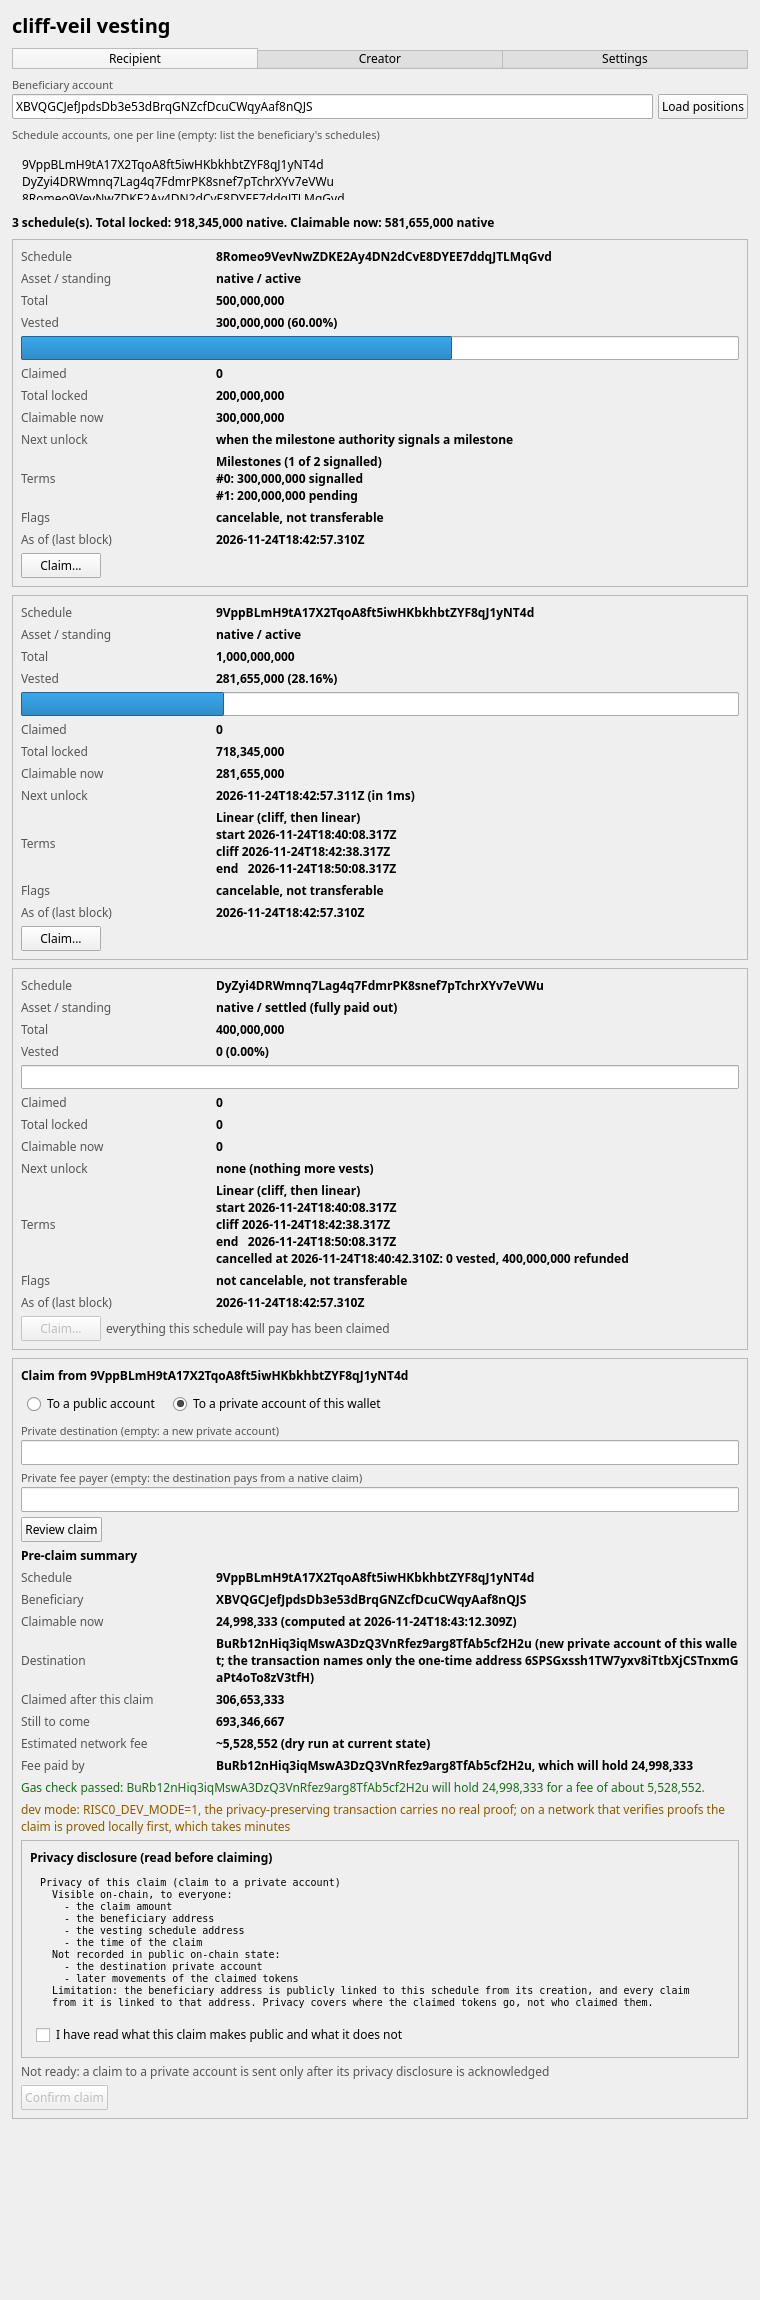 cliff-veil vesting
Recipient
Creator
Settings
Beneficiary account
XBVQGCJefJpdsDb3e53dBrqGNZcfDcuCWqyAaf8nQJS
Load positions
Schedule accounts, one per line (empty: list the beneficiary's schedules)
9VppBLmH9tA17X2TqoA8ft5iwHKbkhbtZYF8qJ1yNT4d
DyZyi4DRWmnq7Lag4q7FdmrPK8snef7pTchrXYv7eVWu
8Romeo9VevNwZDKE2Ay4DN2dCvE8DYEE7ddqJTLMqGvd
3 schedule(s). Total locked: 918,345,000 native. Claimable now: 581,655,000 native
Schedule 8Romeo9VevNwZDKE2Ay4DN2dCvE8DYEE7ddqJTLMqGvd
Asset / standing native / active
Total 500,000,000
Vested 300,000,000 (60.00%)
Claimed 0
Total locked 200,000,000
Claimable now 300,000,000
Next unlock when the milestone authority signals a milestone
Terms Milestones (1 of 2 signalled)
#0: 300,000,000 signalled
#1: 200,000,000 pending
Flags cancelable, not transferable
As of (last block) 2026-11-24T18:42:57.310Z
Claim...
Schedule 9VppBLmH9tA17X2TqoA8ft5iwHKbkhbtZYF8qJ1yNT4d
Asset / standing native / active
Total 1,000,000,000
Vested 281,655,000 (28.16%)
Claimed 0
Total locked 718,345,000
Claimable now 281,655,000
Next unlock 2026-11-24T18:42:57.311Z (in 1ms)
Terms Linear (cliff, then linear)
start 2026-11-24T18:40:08.317Z
cliff 2026-11-24T18:42:38.317Z
end 2026-11-24T18:50:08.317Z
Flags cancelable, not transferable
As of (last block) 2026-11-24T18:42:57.310Z
Claim...
Schedule DyZyi4DRWmnq7Lag4q7FdmrPK8snef7pTchrXYv7eVWu
Asset / standing native / settled (fully paid out)
Total 400,000,000
Vested 0 (0.00%)
Claimed 0
Total locked 0
Claimable now 0
Next unlock none (nothing more vests)
Terms Linear (cliff, then linear)
start 2026-11-24T18:40:08.317Z
cliff 2026-11-24T18:42:38.317Z
end 2026-11-24T18:50:08.317Z
cancelled at 2026-11-24T18:40:42.310Z: 0 vested, 400,000,000 refunded
Flags not cancelable, not transferable
As of (last block) 2026-11-24T18:42:57.310Z
Claim... everything this schedule will pay has been claimed
Claim from 9VppBLmH9tA17X2TqoA8ft5iwHKbkhbtZYF8qJ1yNT4d
To a public account
To a private account of this wallet
Private destination (empty: a new private account)
Private fee payer (empty: the destination pays from a native claim)
Review claim
Pre-claim summary
Schedule 9VppBLmH9tA17X2TqoA8ft5iwHKbkhbtZYF8qJ1yNT4d
Beneficiary XBVQGCJefJpdsDb3e53dBrqGNZcfDcuCWqyAaf8nQJS
Claimable now 24,998,333 (computed at 2026-11-24T18:43:12.309Z)
Destination BuRb12nHiq3iqMswA3DzQ3VnRfez9arg8TfAb5cf2H2u (new private account of this walle
t; the transaction names only the one-time address 6SPSGxssh1TW7yxv8iTtbXjCSTnxmG
aPt4oTo8zV3tfH)
Claimed after this claim 306,653,333
Still to come 693,346,667
Estimated network fee ~5,528,552 (dry run at current state)
Fee paid by BuRb12nHiq3iqMswA3DzQ3VnRfez9arg8TfAb5cf2H2u, which will hold 24,998,333
Gas check passed: BuRb12nHiq3iqMswA3DzQ3VnRfez9arg8TfAb5cf2H2u will hold 24,998,333 for a fee of about 5,528,552.
dev mode: RISC0_DEV_MODE=1, the privacy-preserving transaction carries no real proof; on a network that verifies proofs the
claim is proved locally first, which takes minutes
Privacy disclosure (read before claiming)
Privacy of this claim (claim to a private account)
Visible on-chain, to everyone:
- the claim amount
- the beneficiary address
- the vesting schedule address
- the time of the claim
Not recorded in public on-chain state:
- the destination private account
- later movements of the claimed tokens
Limitation: the beneficiary address is publicly linked to this schedule from its creation, and every claim
from it is linked to that address. Privacy covers where the claimed tokens go, not who claimed them.
I have read what this claim makes public and what it does not
Not ready: a claim to a private account is sent only after its privacy disclosure is acknowledged
Confirm claim